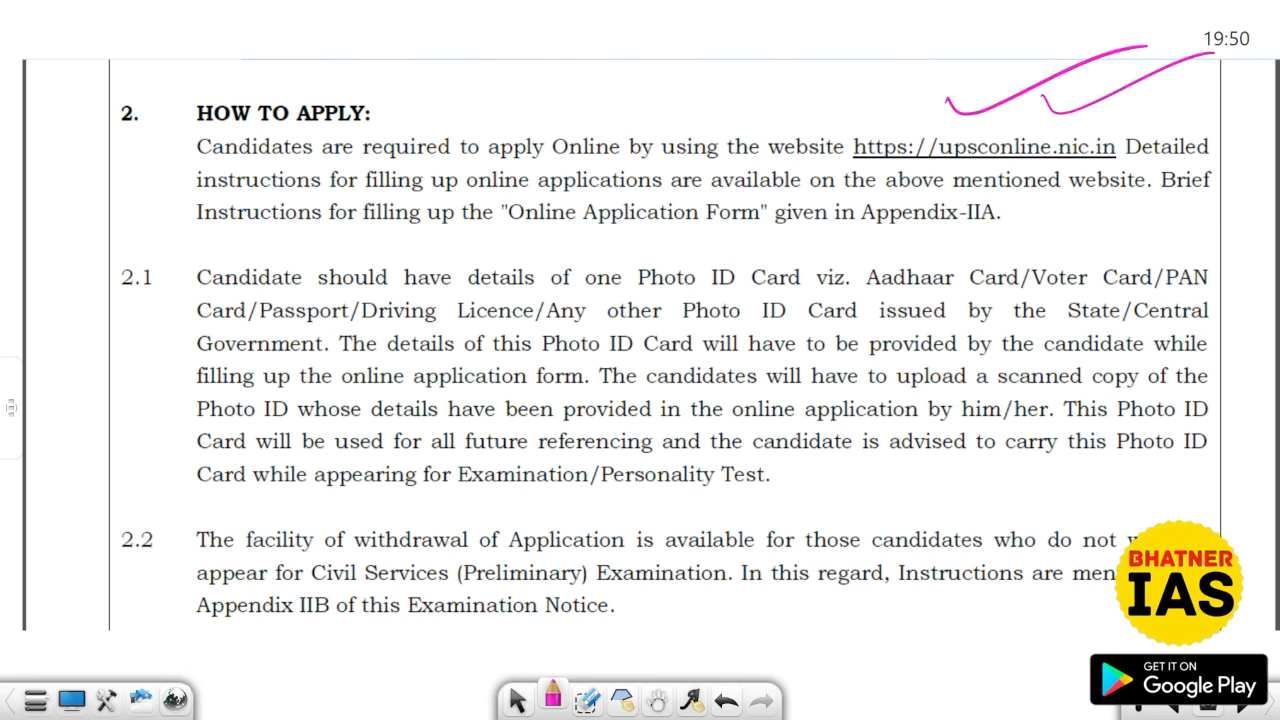 19:50
2. HOW TO APPLY:
Candidates are required to apply Online by using the website https://upsconline.nic.in Detailed
instructions for filling up online applications are available on the above mentioned website. Brief
Instructions for filling up the "Online Application Form" given in Appendix-IIA.
2.1 Candidate should have details of one Photo ID Card viz. Aadhaar Card/Voter Card/PAN
Card/Passport/Driving Licence/Any other Photo ID Card issued by the State/Central
Government. The details of this Photo ID Card will have to be provided by the candidate while
filling up the online application form. The candidates will have to upload a scanned copy of the
Photo ID whose details have been provided in the online application by him/her. This Photo ID
Card will be used for all future referencing and the candidate is advised to carry this Photo ID
Card while appearing for Examination/Personality Test.
2.2 The facility of withdrawal of Application is available for those candidates who do not
appear for Civil Services (Preliminary) Examination. In this regard, Instructions are
Appendix IIB of this Examination Notice.
BHATNER
IAS
GET IT ON
Google Play